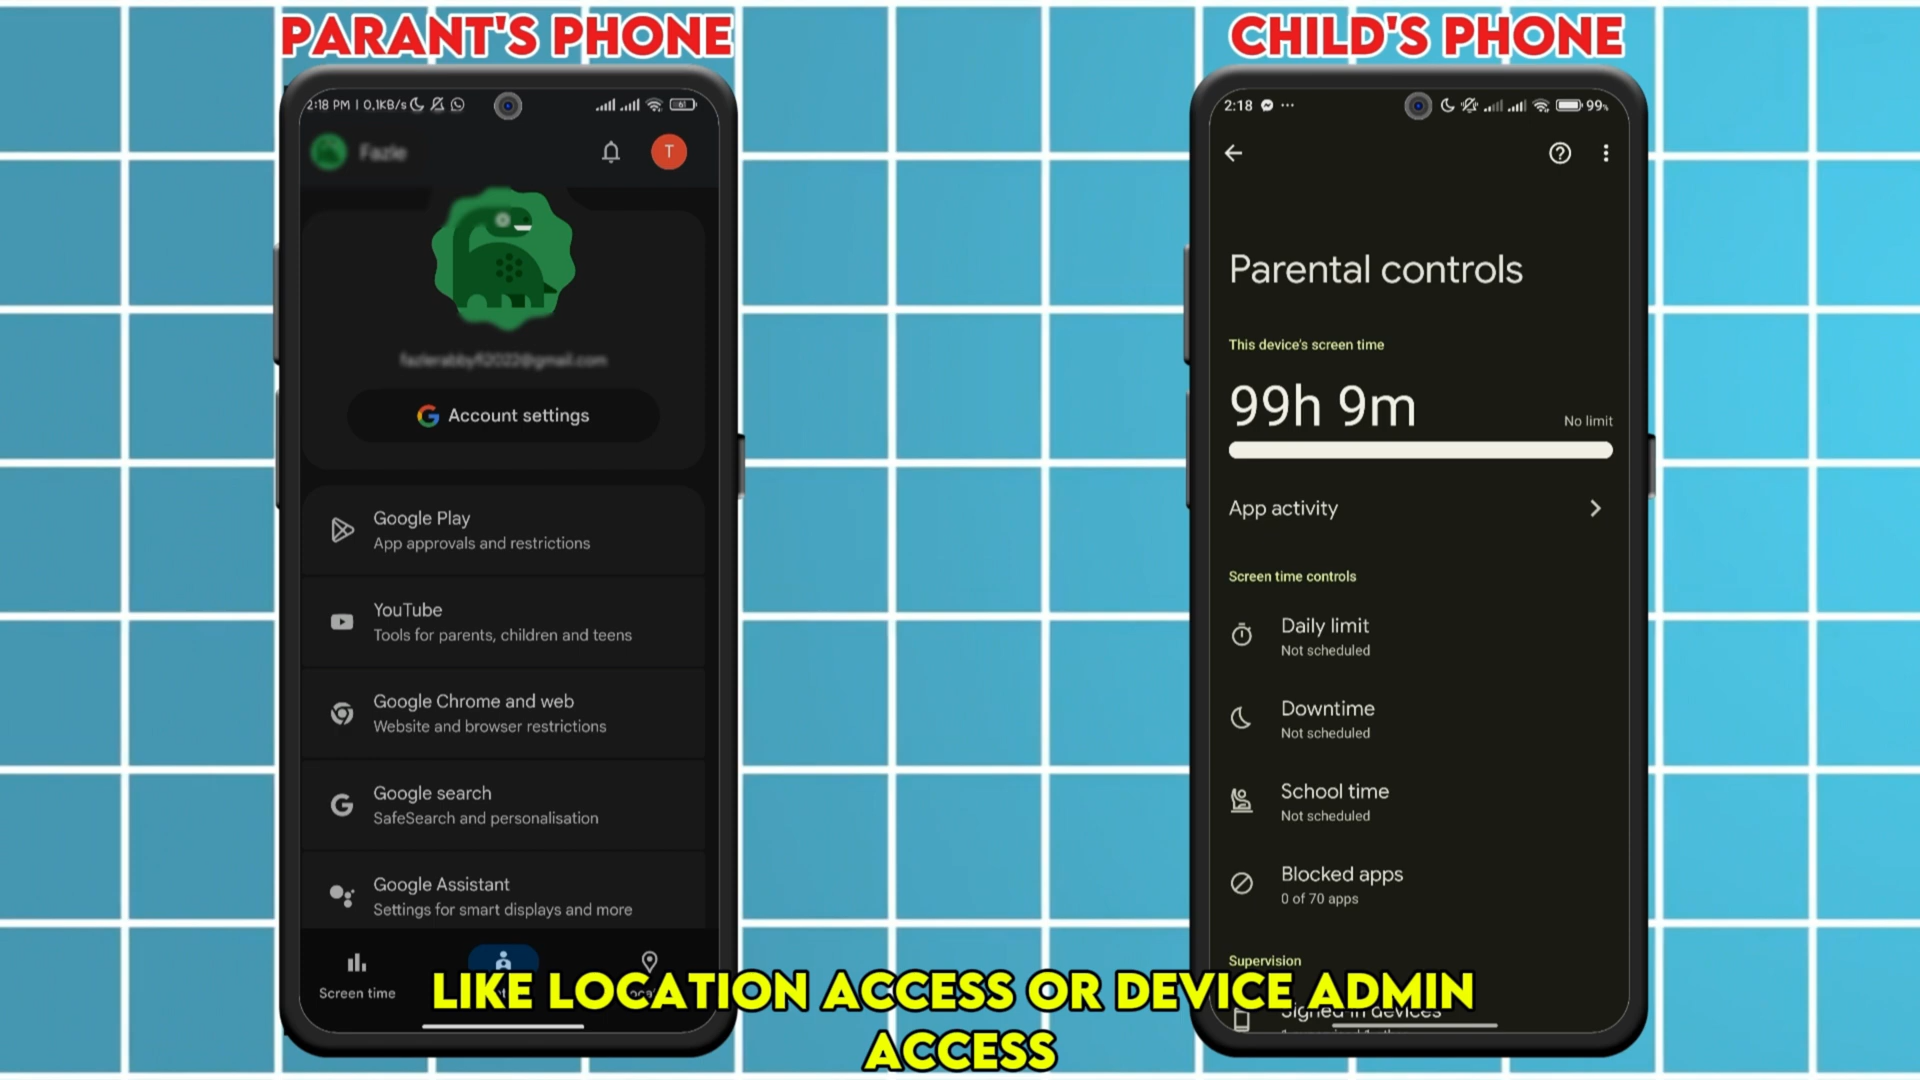 PARANT'S PHONE
2:18 PM | 0.1KB/s
61
Fazle
T
Account settings
Google Play
App approvals and restrictions
YouTube
Tools for parents, children and teens
Google Chrome and web
Website and browser restrictions
Google search
SafeSearch and personalisation
Google Assistant
Settings for smart displays and more
Screen time
CHILD'S PHONE
2:18
99%
Parental controls
This device's screen time
99h 9m
No limit
App activity
Screen time controls
Daily limit
Not scheduled
Downtime
Not scheduled
School time
Not scheduled
Blocked apps
0 of 70 apps
Supervision
Signed in devices
LIKE LOCATION ACCESS OR DEVICE ADMIN
ACCESS